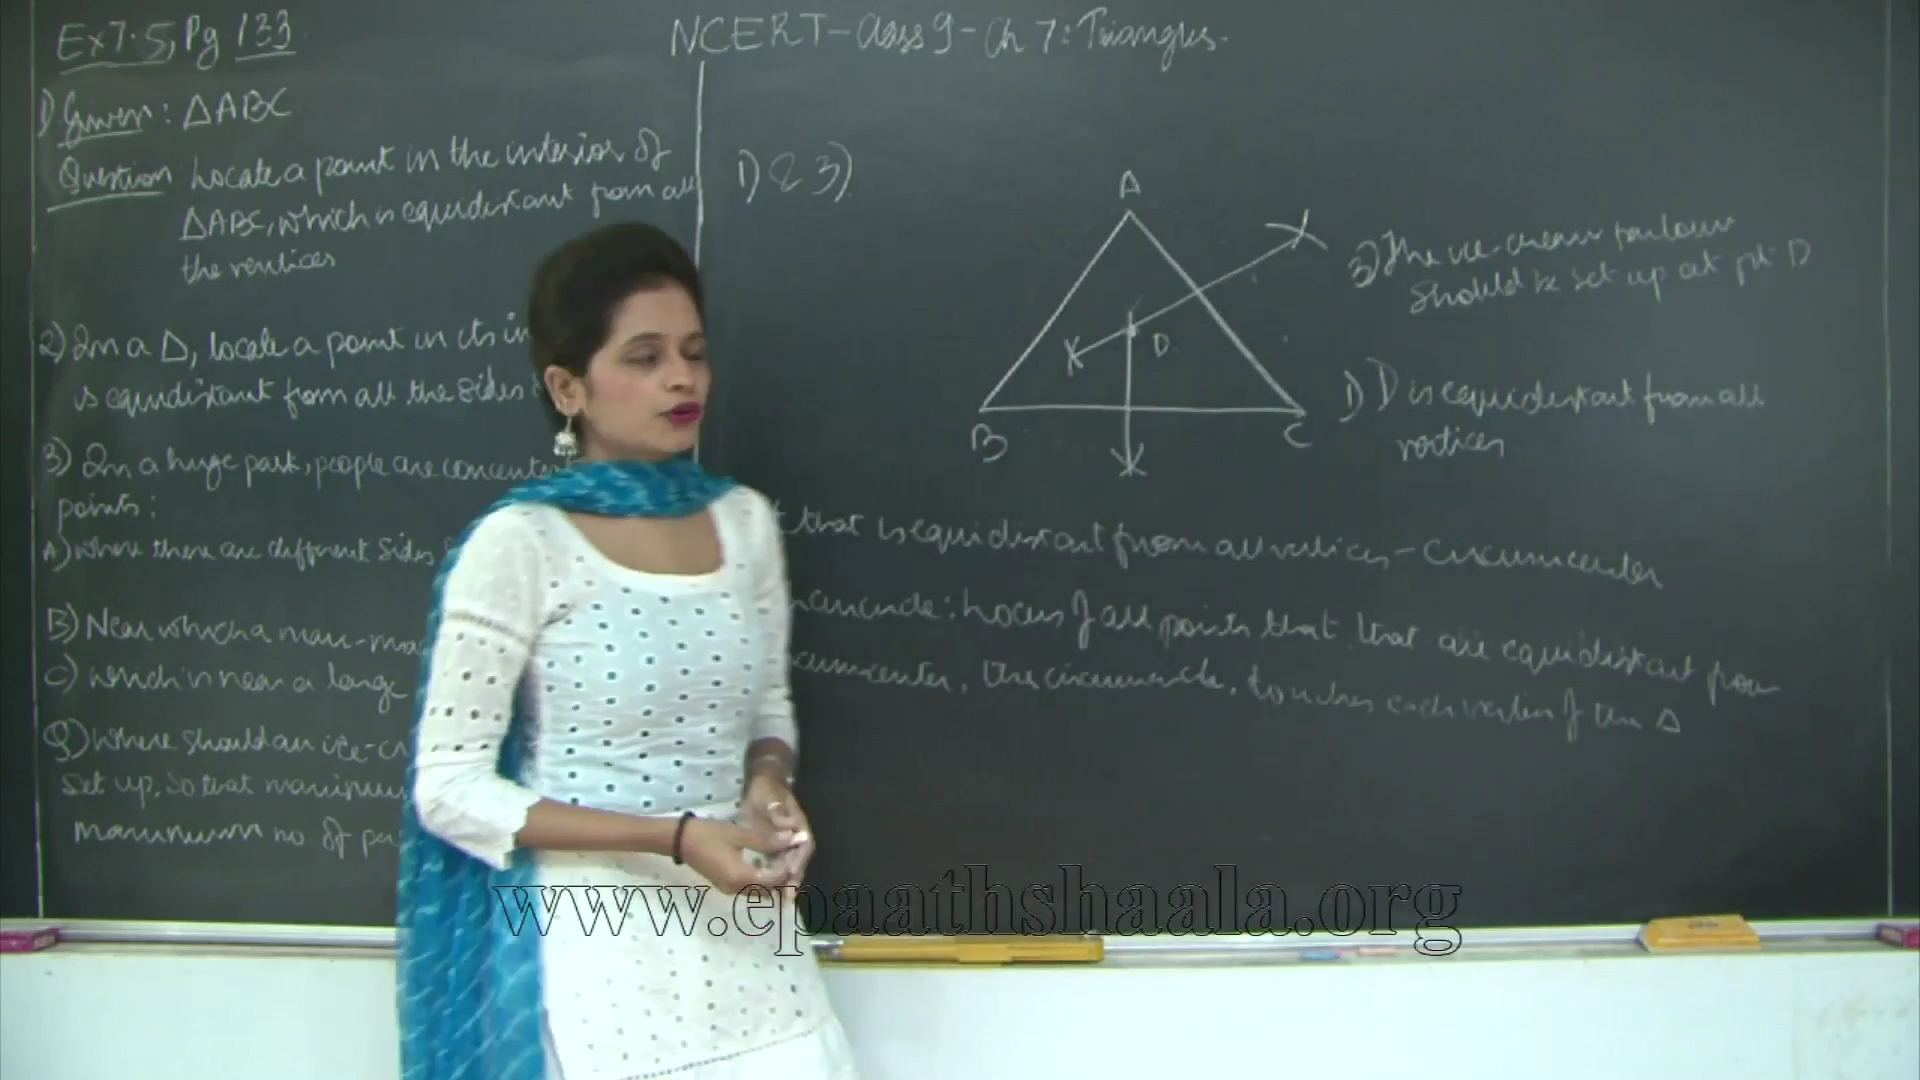 Ex 7.5, Pg 133
NCERT - Class 9 - Ch 7: Triangles.
1) Given: △ABC
Question Locate a point in the interior of
△ABC, which is equidistant from all
the vertices
2) In a △, locate a point in its in
is equidistant from all the sides
3) In a huge park, people are concenter
points:
A) where there are different sides
B) Near which a man-ma
C) which is near a large
Q) where should an ice-cr
set up, so that maximum
maximum no. of pe
1) & 3)
A
D
B
C
3) The ice-cream parlour
should be set up at pt. D
1) D is equidistant from all
vertices
t that is equidistant from all vertices - circumcenter
: Locus of all points that that are equidistant from
cumcenter. The circumcircle, touches each vertex of the △
www.epaathshaala.org